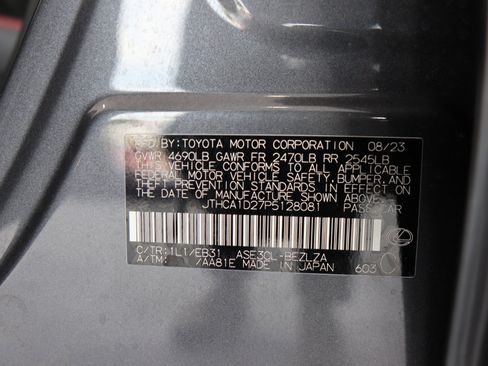 MFD. BY: TOYOTA MOTOR CORPORATION 08/23
GVWR 4690LB GAWR FR 2470LB RR 2545LB
THIS VEHICLE CONFORMS TO ALL APPLICABLE
FEDERAL MOTOR VEHICLE SAFETY, BUMPER, AND
THEFT PREVENTION STANDARDS IN EFFECT ON
THE DATE OF MANUFACTURE SHOWN ABOVE.
JTHCA1D27P5128081 PASS. CAR
C/TR: 1L1/EB31 ASE30L-BEZLZA
A/TM: /AA81E MADE IN JAPAN 603